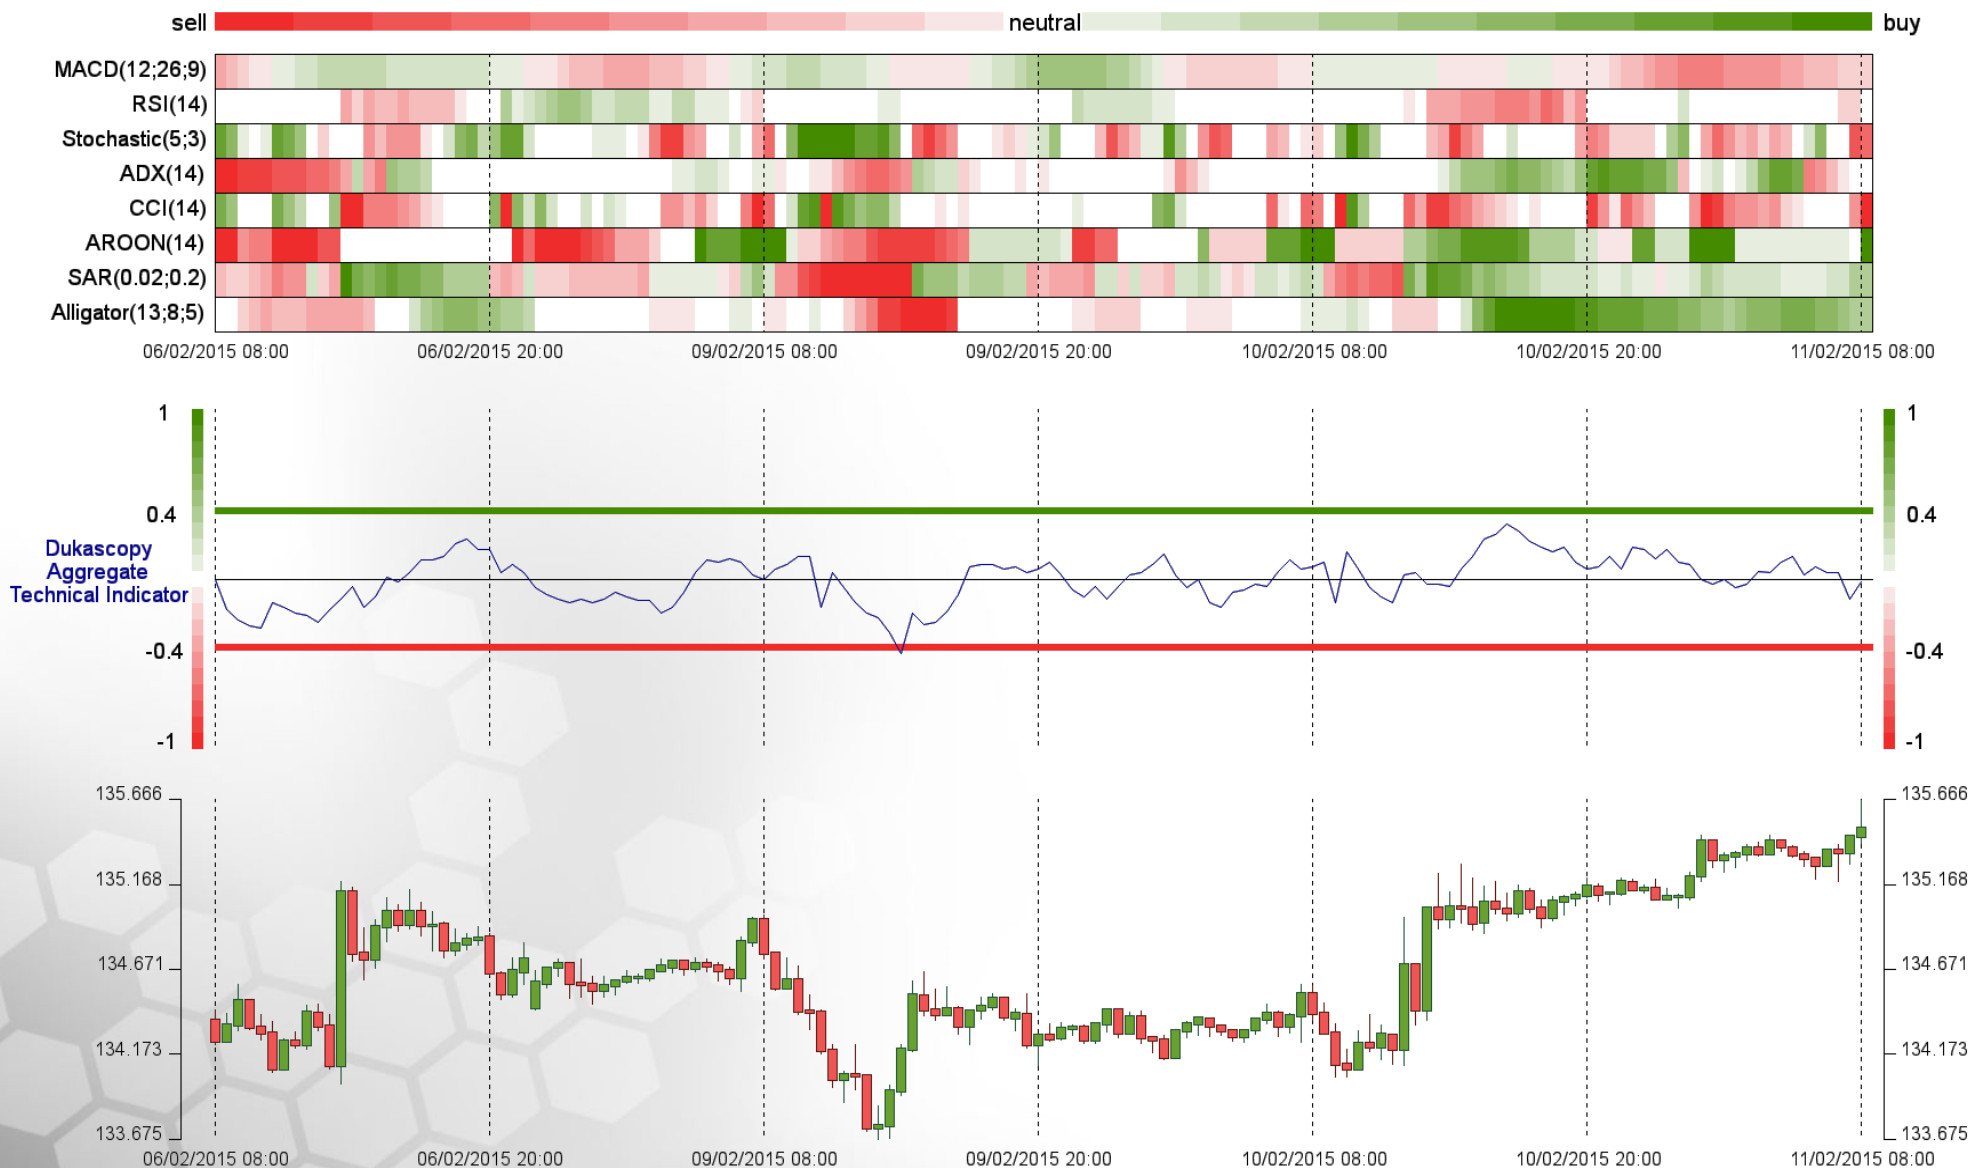 sell neutral buy
MACD(12;26;9)
RSI(14)
Stochastic(5;3)
ADX(14)
CCI(14)
AROON(14)
SAR(0.02;0.2)
Alligator(13;8;5)
06/02/2015 08:00 06/02/2015 20:00 09/02/2015 08:00 09/02/2015 20:00 10/02/2015 08:00 10/02/2015 20:00 11/02/2015 08:00
1 1
0.4 0.4
Dukascopy
Aggregate
Technical Indicator
-0.4 -0.4
-1 -1
135.666 135.666
135.168 135.168
134.671 134.671
134.173 134.173
133.675 133.675
06/02/2015 08:00 06/02/2015 20:00 09/02/2015 08:00 09/02/2015 20:00 10/02/2015 08:00 10/02/2015 20:00 11/02/2015 08:00